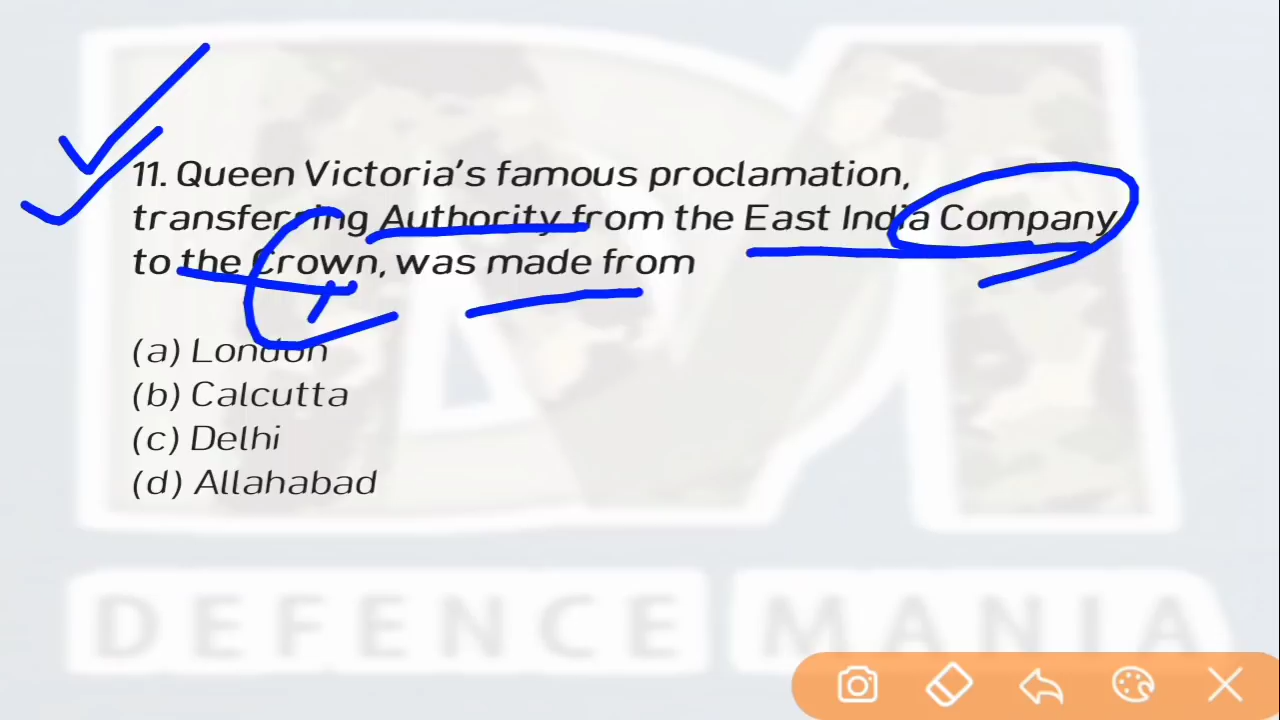 11. Queen Victoria's famous proclamation,
transferring Authority from the East India Company
to the Crown, was made from
(a) London
(b) Calcutta
(c) Delhi
(d) Allahabad
DEFENCE MANIA